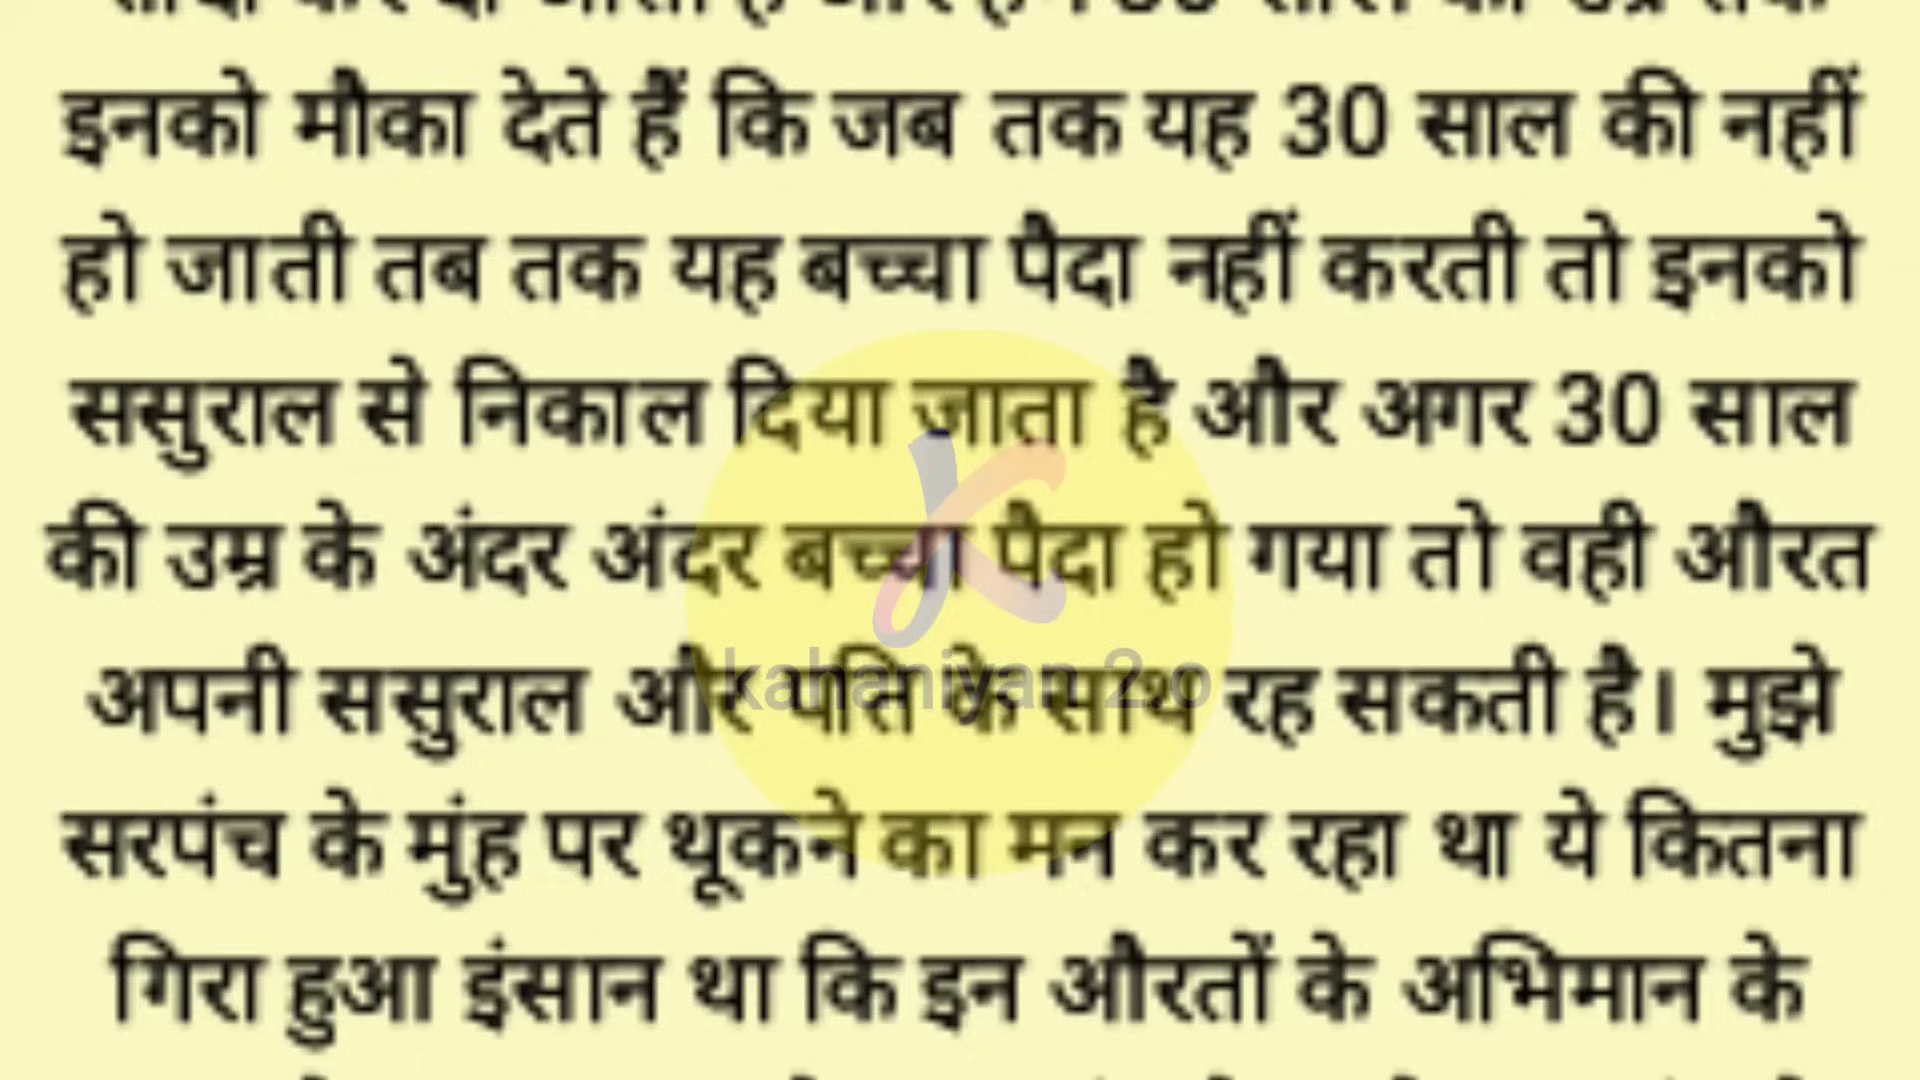 इनको मौका देते हैं कि जब तक यह 30 साल की नहीं
हो जाती तब तक यह बच्चा पैदा नहीं करती तो इनको
ससुराल से निकाल दिया जाता है और अगर 30 साल
की उम्र के अंदर अंदर बच्चा पैदा हो गया तो वही औरत
अपनी ससुराल और पति के साथ रह सकती है। मुझे
kahaniyan 2.o
सरपंच के मुंह पर थूकने का मन कर रहा था ये कितना
गिरा हुआ इंसान था कि इन औरतों के अभिमान के